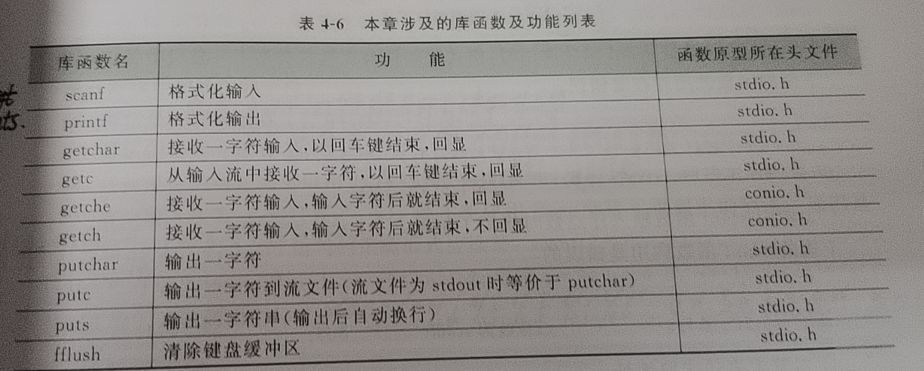 表 4-6 本章涉及的库函数及功能列表
库函数名 功 能 函数原型所在头文件
scanf 格式化输入 stdio.h
printf 格式化输出 stdio.h
getchar 接收一字符输入,以回车键结束,回显 stdio.h
getc 从输入流中接收一字符,以回车键结束,回显 stdio.h
getche 接收一字符输入,输入字符后就结束,回显 conio.h
getch 接收一字符输入,输入字符后就结束,不回显 conio.h
putchar 输出一字符 stdio.h
putc 输出一字符到流文件(流文件为 stdout 时等价于 putchar) stdio.h
puts 输出一字符串(输出后自动换行) stdio.h
fflush 清除键盘缓冲区 stdio.h